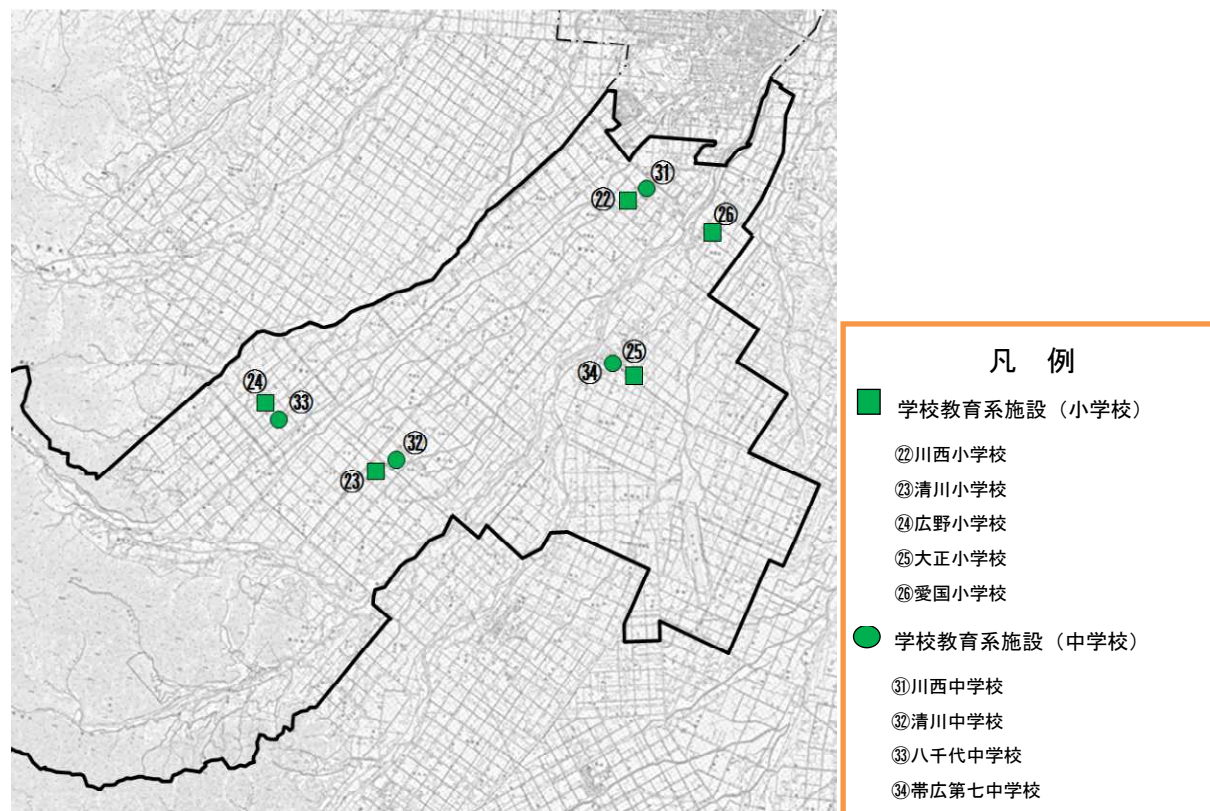 ㉛
㉒
㉖
㉕
㉞
㉔
㉝
㉜
㉓
凡 例
学校教育系施設（小学校）
㉒川西小学校
㉓清川小学校
㉔広野小学校
㉕大正小学校
㉖愛国小学校
学校教育系施設（中学校）
㉛川西中学校
㉜清川中学校
㉝八千代中学校
㉞帯広第七中学校